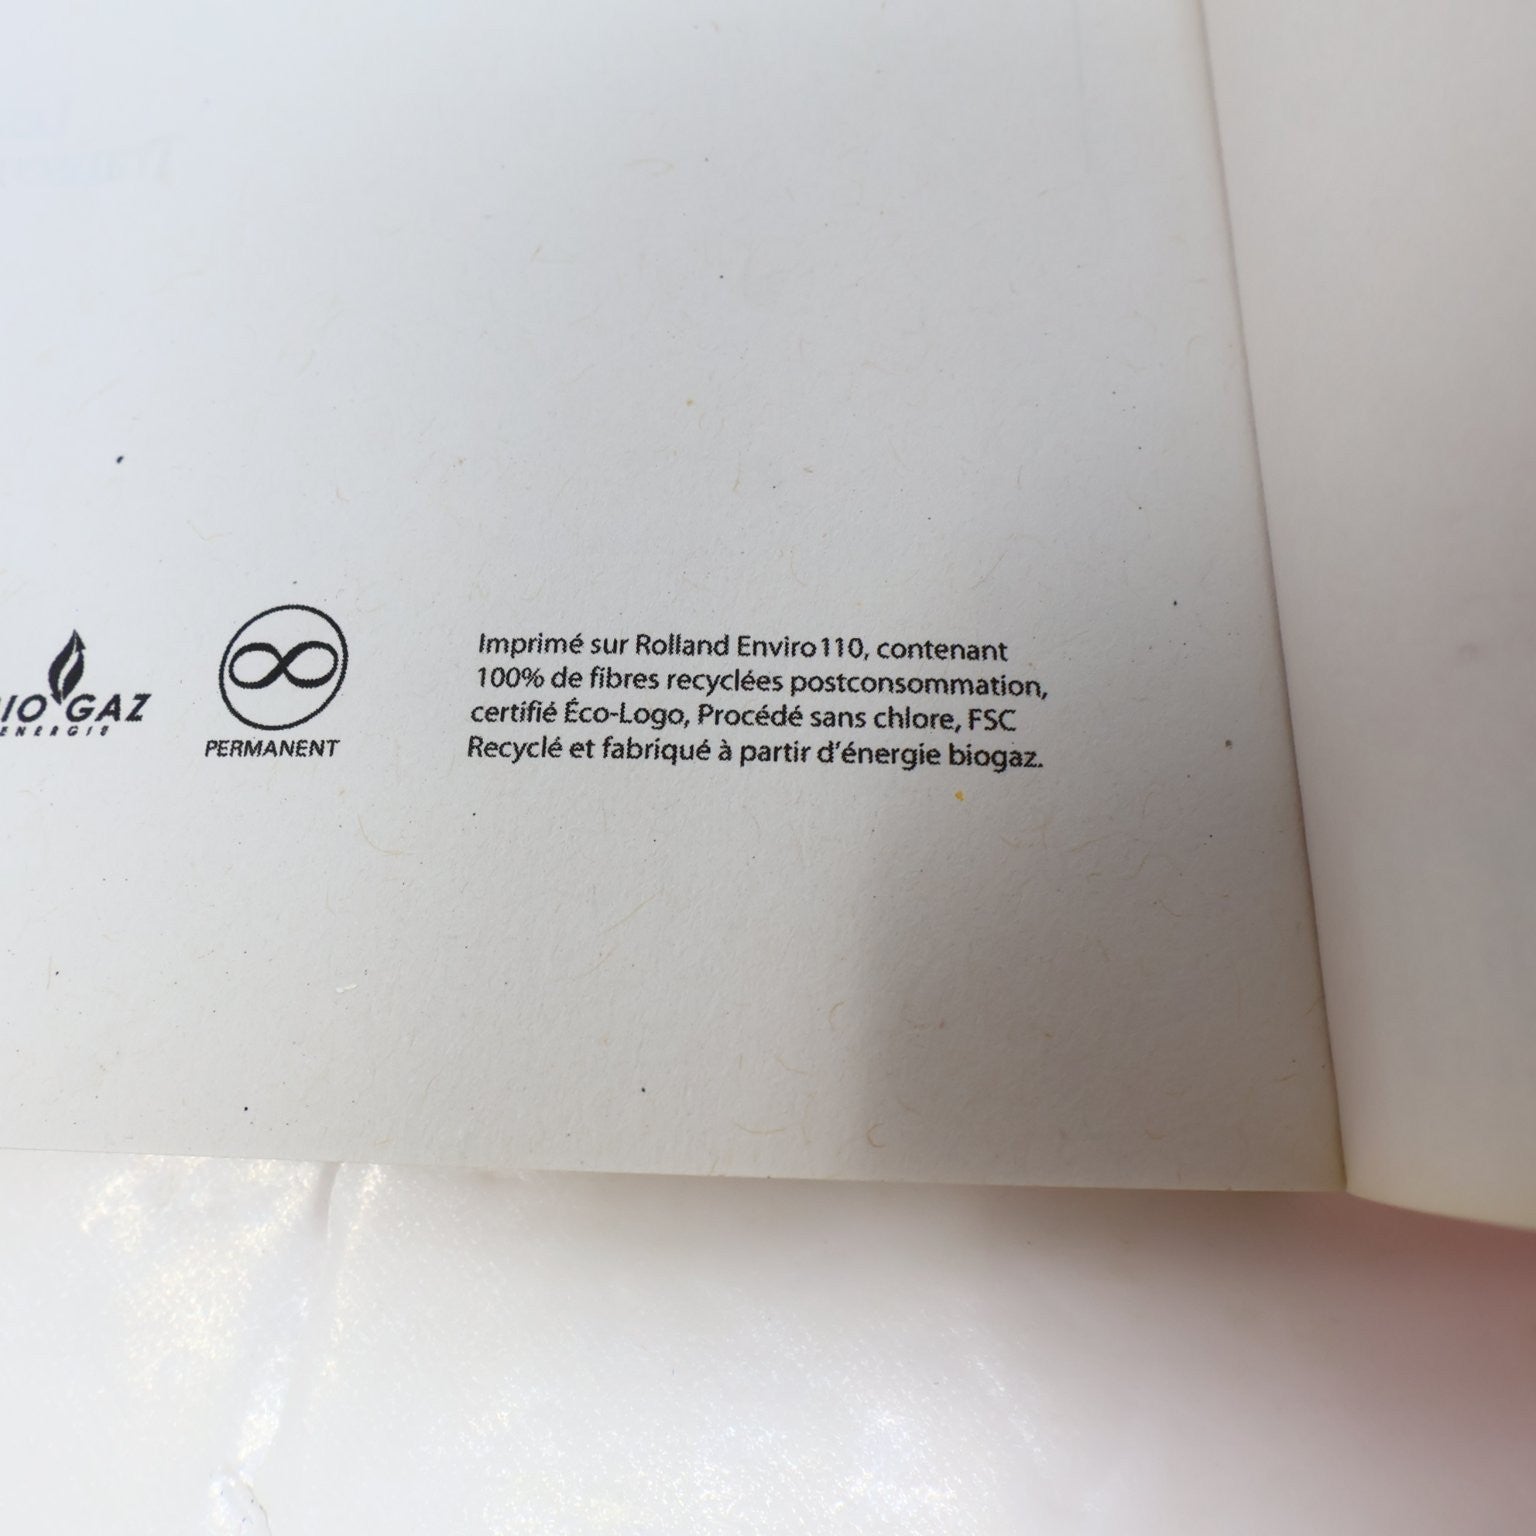 GAZ
PERMANENT
Imprimé sur Rolland Enviro110, contenant
100% de fibres recyclées postconsommation,
certifié Éco-Logo, Procédé sans chlore, FSC
Recyclé et fabriqué à partir d'énergie biogaz.